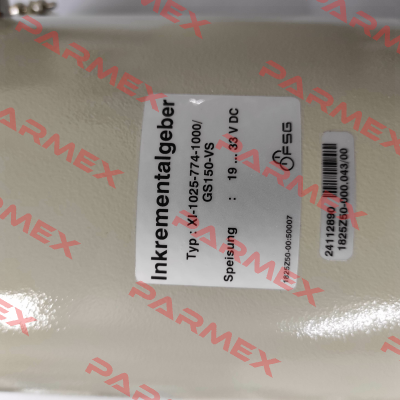 Inkrementalgeber
Typ : XI-1025-774-1000/
GS150-VS
Speisung : 19 ... 33 V DC
1825Z50-00:50007
FSG
24112890
1825Z50-000.043/00
PARMEX
PARMEX
PARMEX
PARMEX
PARMEX
PARMEX
PARMEX